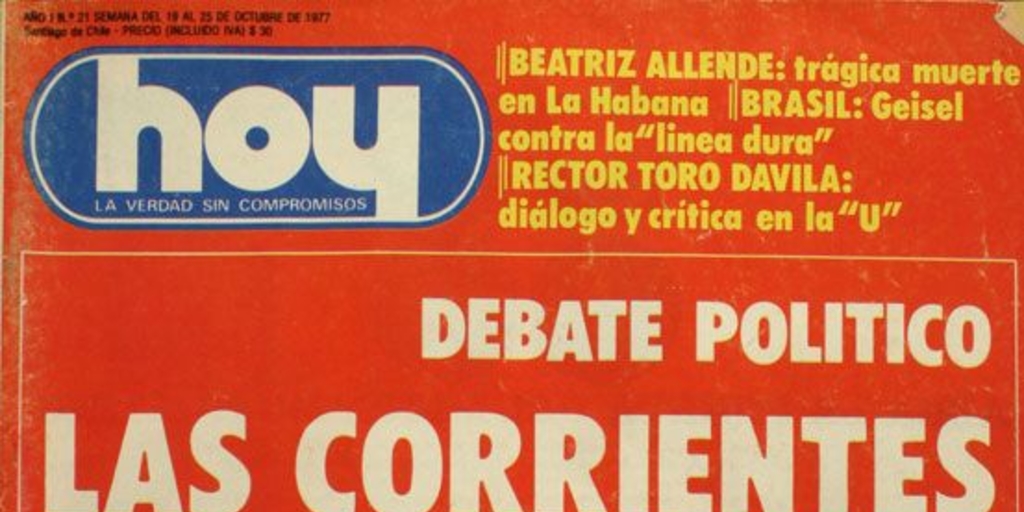 AÑO I N.º 21 SEMANA DEL 19 AL 25 DE OCTUBRE DE 1977
Santiago de Chile - PRECIO (INCLUIDO IVA) $ 30
hoy
LA VERDAD SIN COMPROMISOS
BEATRIZ ALLENDE: trágica muerte
en La Habana BRASIL: Geisel
contra la "linea dura"
RECTOR TORO DAVILA:
diálogo y crítica en la "U"
DEBATE POLITICO
LAS CORRIENTES